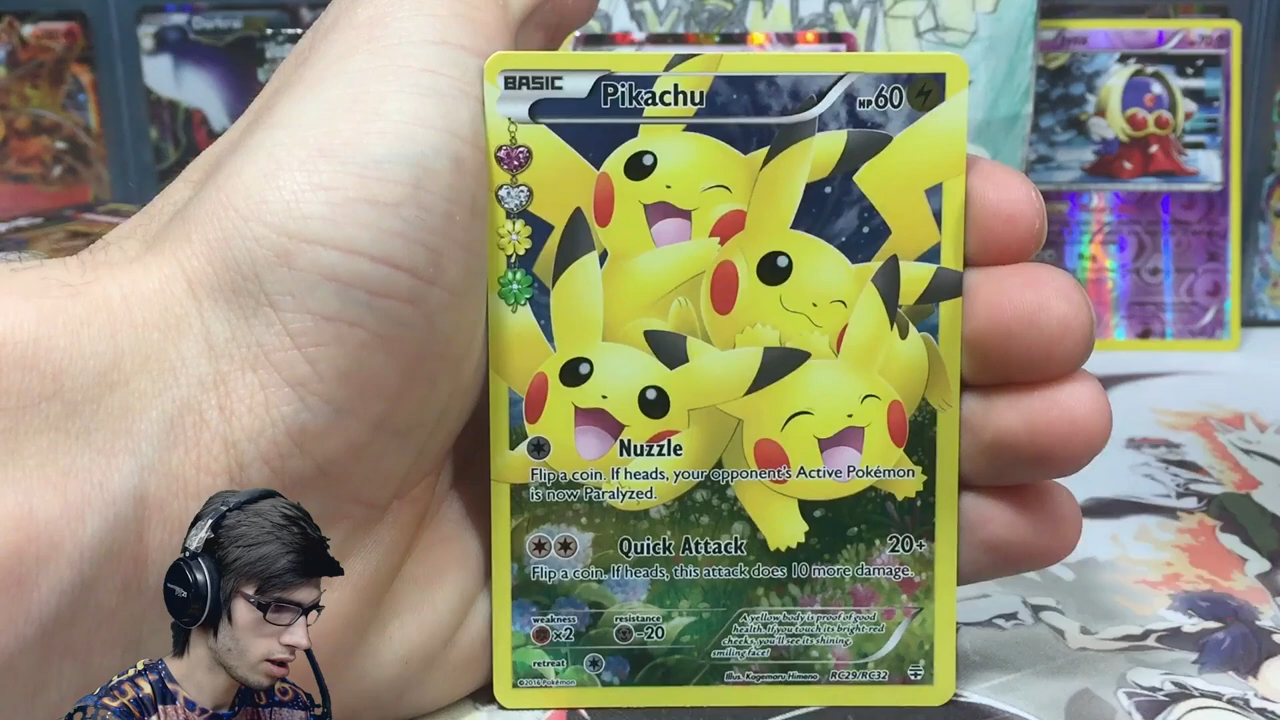 BASIC
Pikachu
HP60
Nuzzle
Flip a coin. If heads, your opponent's Active Pokémon
is now Paralyzed.
Quick Attack 20+
Flip a coin. If heads, this attack does 10 more damage.
weakness resistance
×2 -20
A yellow body is proof of good
health. If you touch its bright-red
cheeks, you'll see its shining,
smiling face!
retreat
©2016 Pokémon
Illus. Kagemaru Himeno RC29/RC32